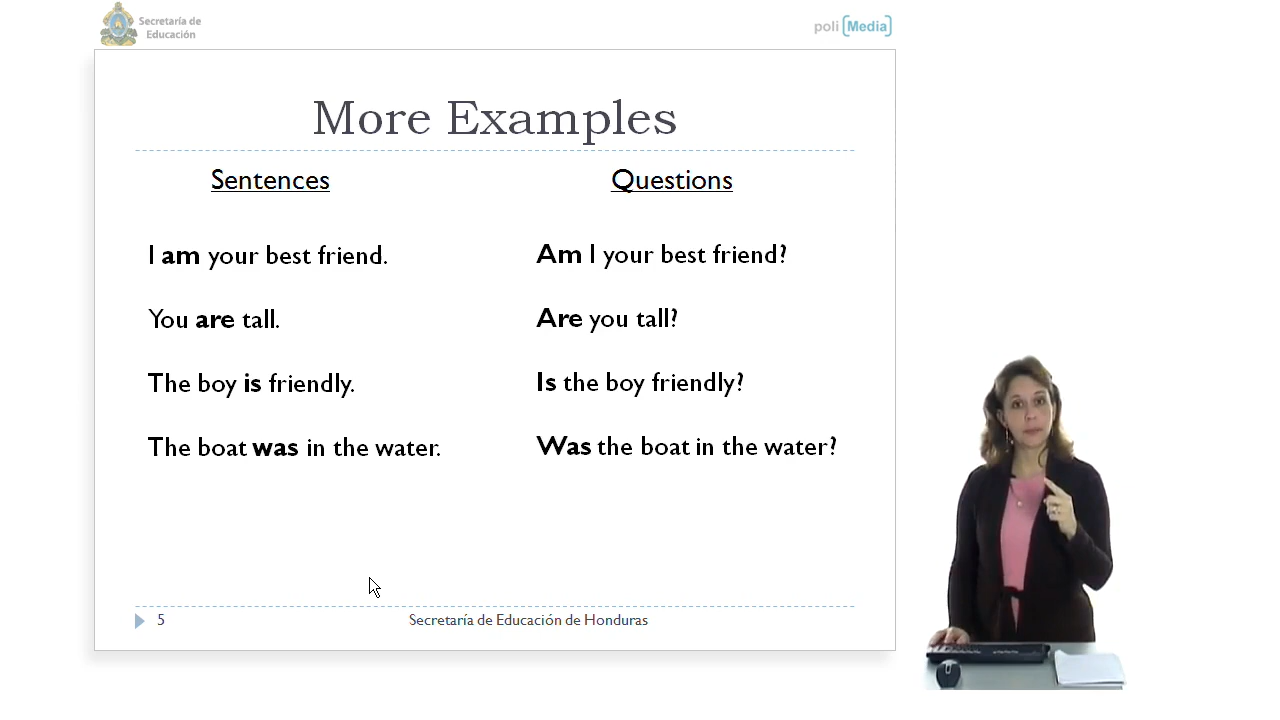 Secretaría de
Educación
poli [Media]
More Examples
Sentences
Questions
I am your best friend.
Am I your best friend?
You are tall.
Are you tall?
The boy is friendly.
Is the boy friendly?
The boat was in the water.
Was the boat in the water?
5
Secretaría de Educación de Honduras